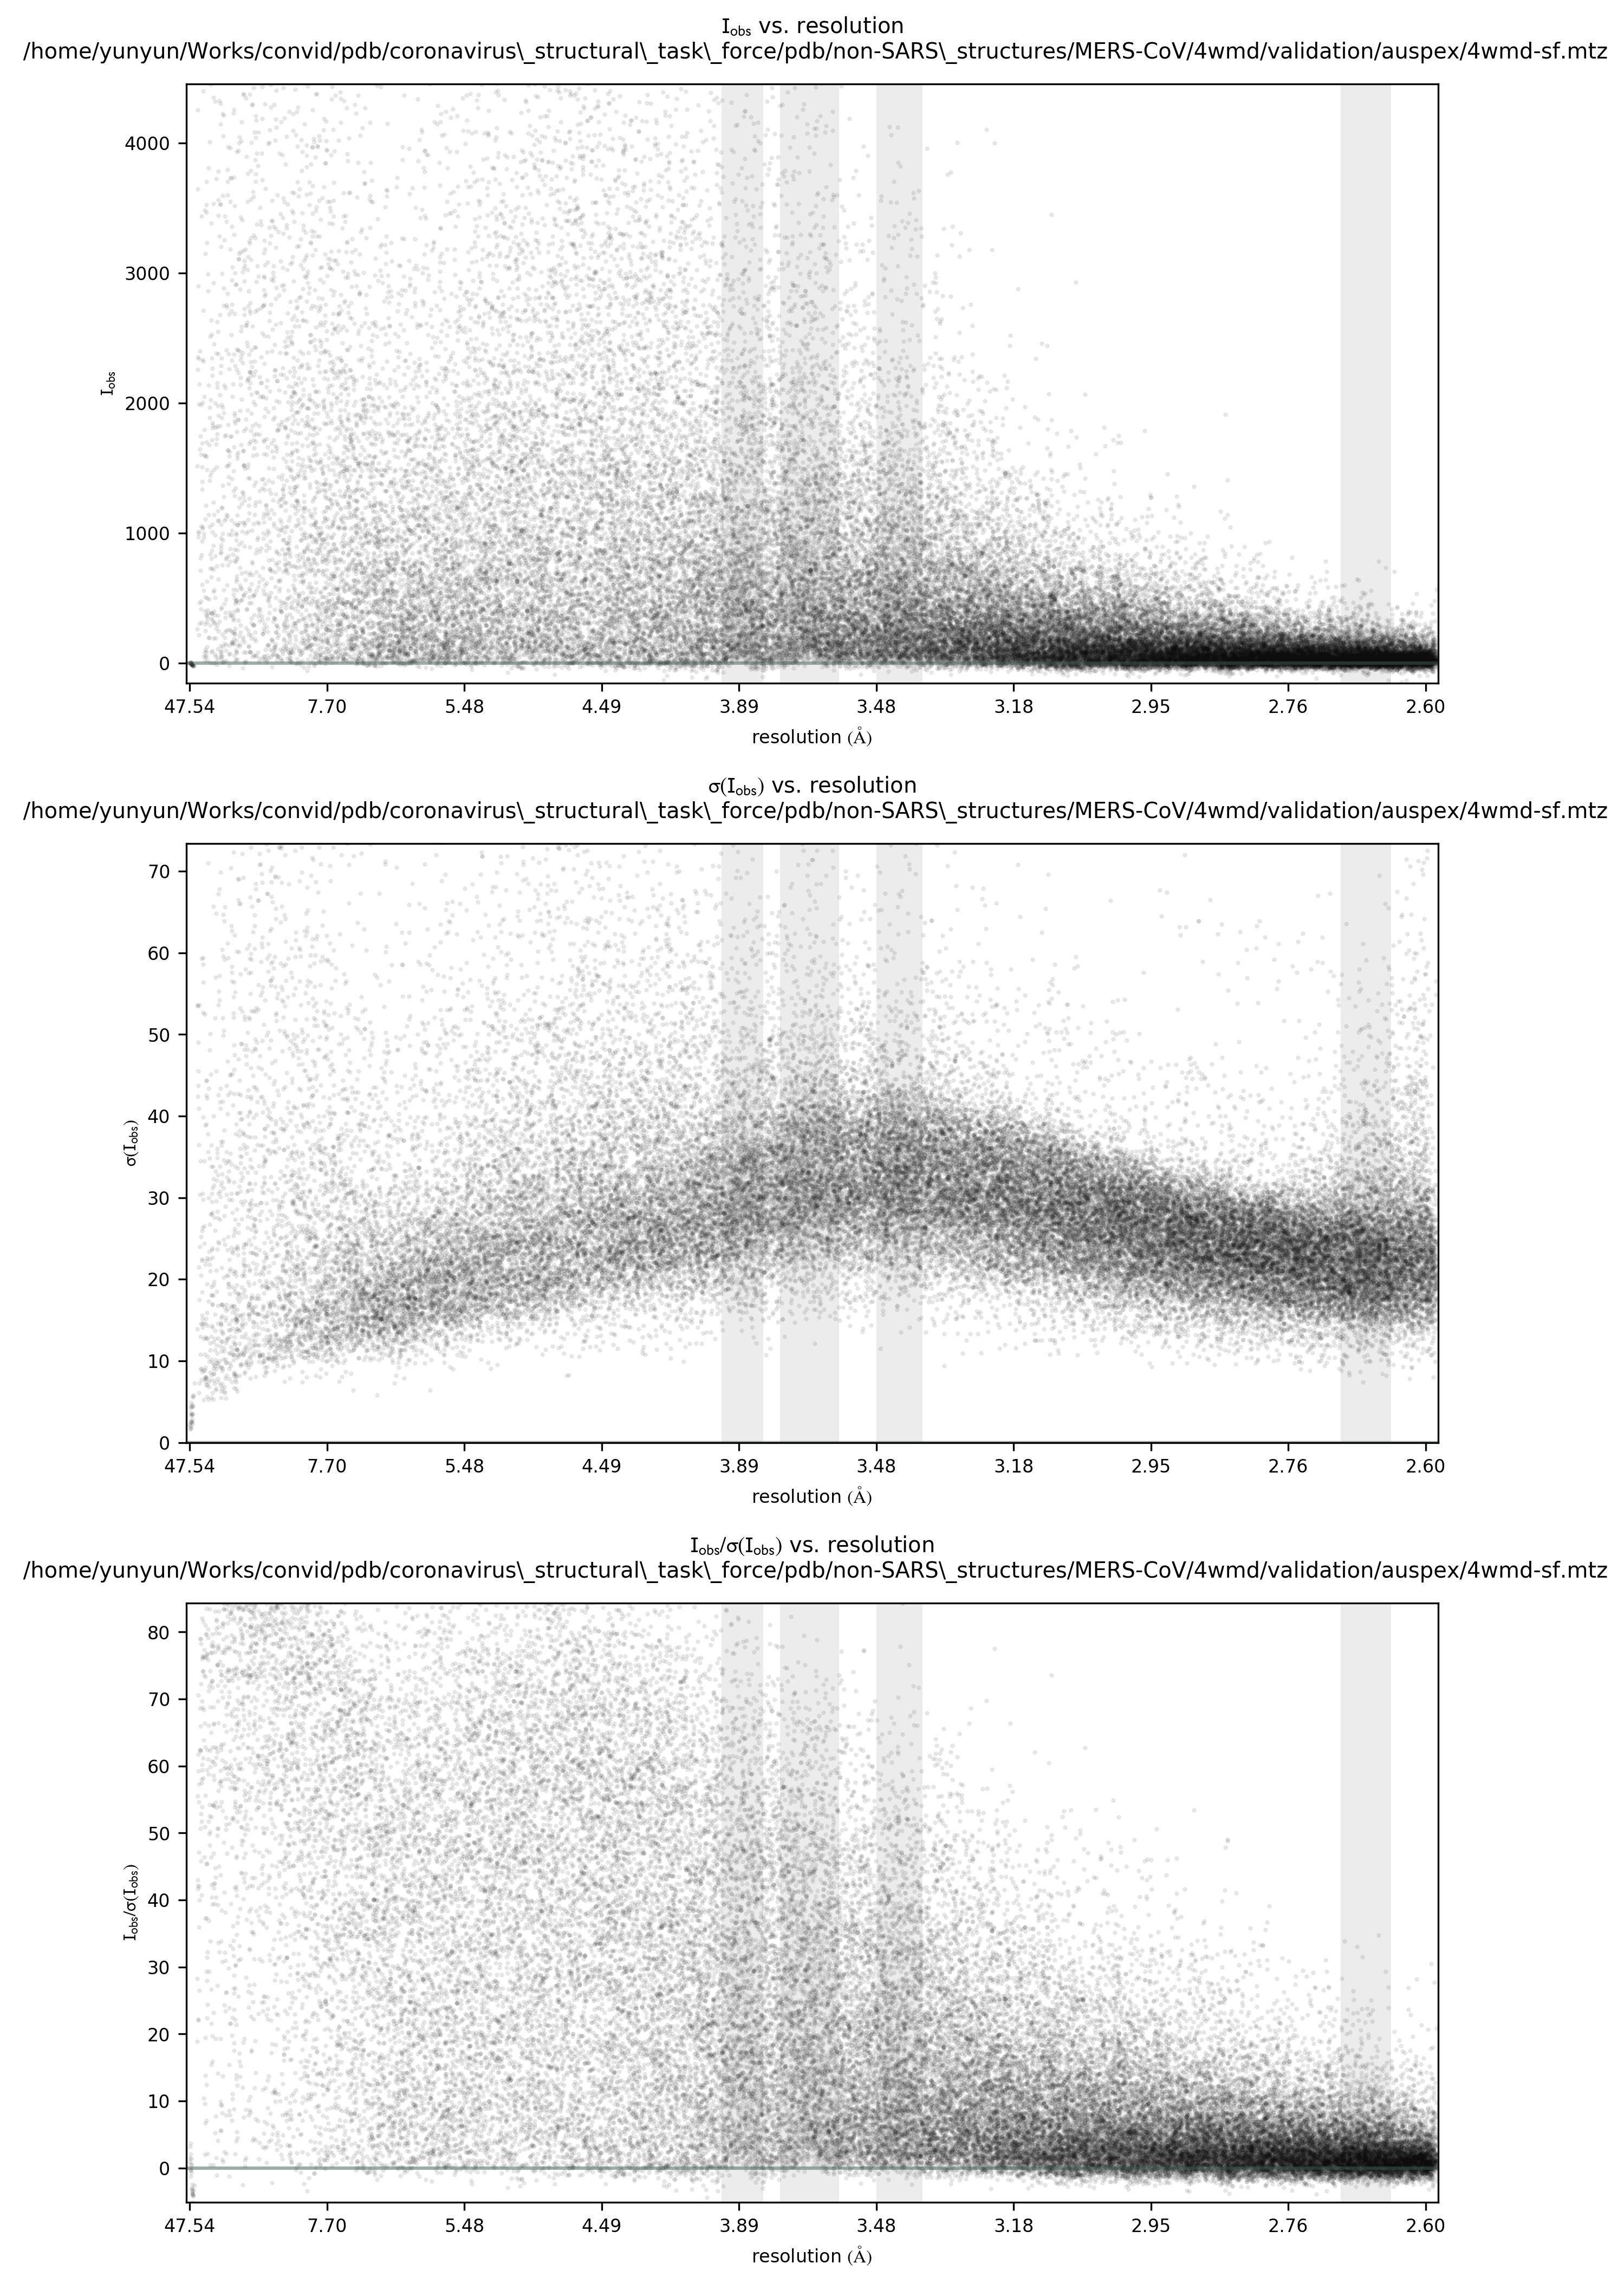 I_obs vs. resolution
/home/yunyun/Works/convid/pdb/coronavirus\_structural\_task\_force/pdb/non-SARS\_structures/MERS-CoV/4wmd/validation/auspex/4wmd-sf.mtz
4000
3000
2000
1000
0
I_obs
47.54 7.70 5.48 4.49 3.89 3.48 3.18 2.95 2.76 2.60
resolution (Å)
σ(I_obs) vs. resolution
/home/yunyun/Works/convid/pdb/coronavirus\_structural\_task\_force/pdb/non-SARS\_structures/MERS-CoV/4wmd/validation/auspex/4wmd-sf.mtz
70
60
50
40
30
20
10
0
σ(I_obs)
47.54 7.70 5.48 4.49 3.89 3.48 3.18 2.95 2.76 2.60
resolution (Å)
I_obs/σ(I_obs) vs. resolution
/home/yunyun/Works/convid/pdb/coronavirus\_structural\_task\_force/pdb/non-SARS\_structures/MERS-CoV/4wmd/validation/auspex/4wmd-sf.mtz
80
70
60
50
40
30
20
10
0
I_obs/σ(I_obs)
47.54 7.70 5.48 4.49 3.89 3.48 3.18 2.95 2.76 2.60
resolution (Å)